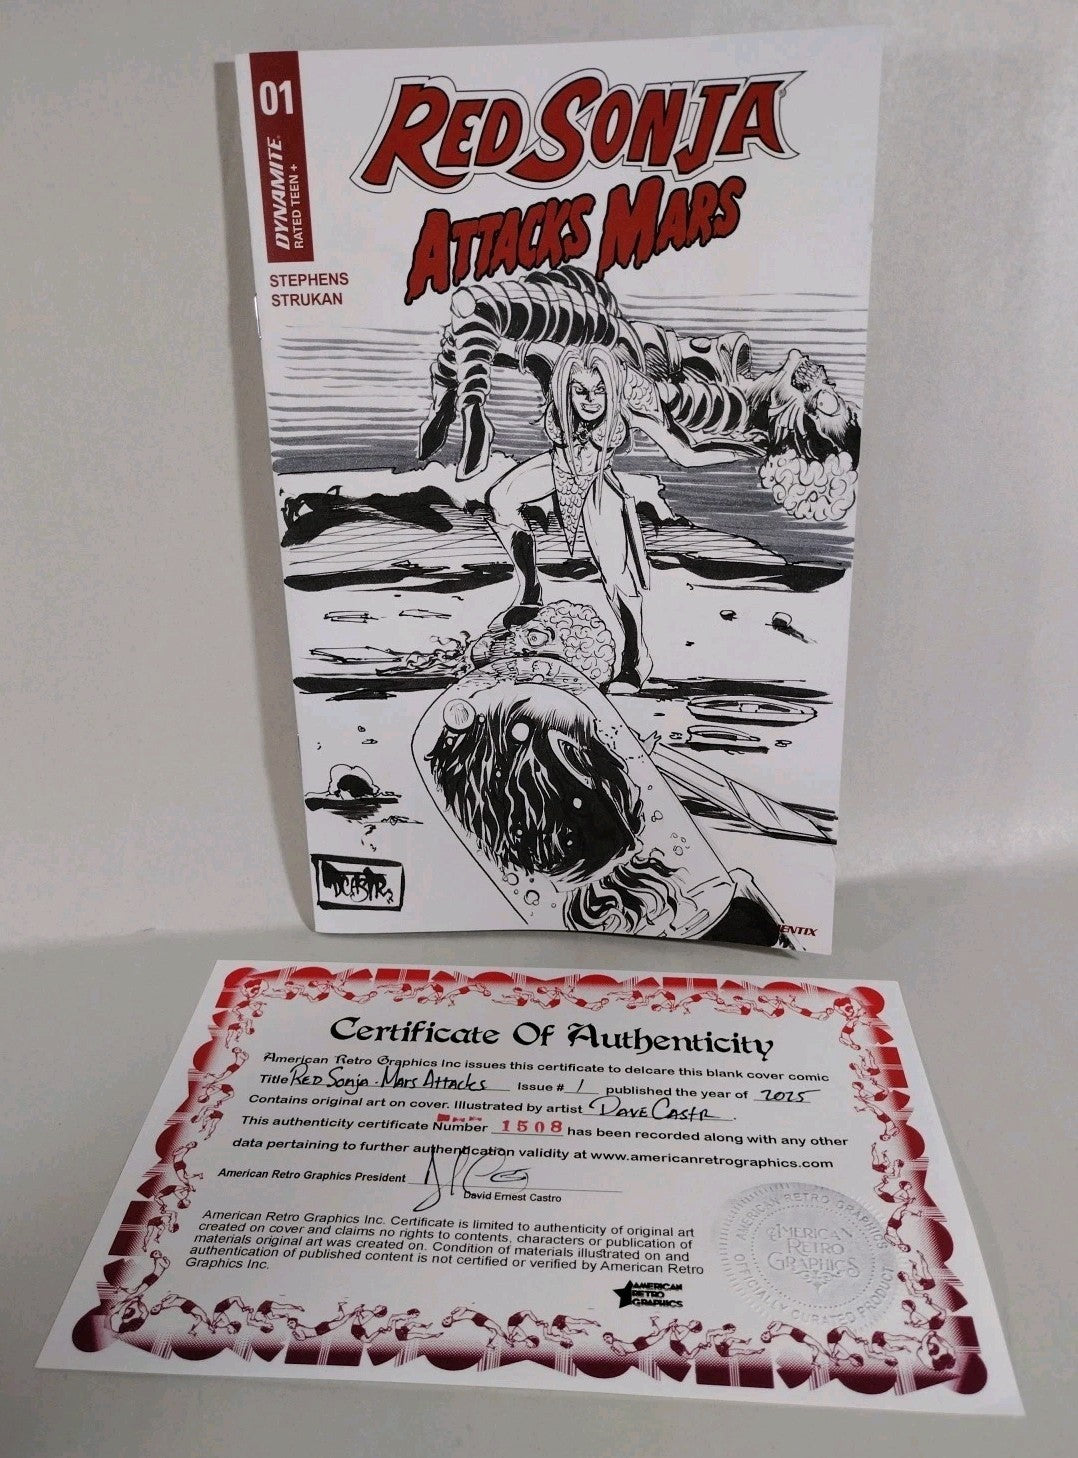 01
DYNAMITE®
RATED TEEN +
STEPHENS
STRUKAN
RED SONJA®
ATTACKS MARS
DCASTR
ENTIX
Certificate Of Authenticity
American Retro Graphics Inc issues this certificate to delcare this blank cover comic
Title Red Sonja - Mars Attacks Issue # 1 published the year of 2025
Contains original art on cover. Illustrated by artist Dave Castr.
This authenticity certificate Number 1508 has been recorded along with any other
data pertaining to further authentication validity at www.americanretrographics.com
American Retro Graphics President
David Ernest Castro
American Retro Graphics Inc. Certificate is limited to authenticity of original art
created on cover and claims no rights to contents, characters or publication of
materials original art was created on. Condition of materials illustrated on and
authentication of published content is not certified or verified by American Retro
Graphics Inc.
AMERICAN
RETRO
GRAPHICS
AMERICAN RETRO GRAPHICS
AMERICAN
RETRO
GRAPHICS
OFFICIALLY CURATED PRODUCT